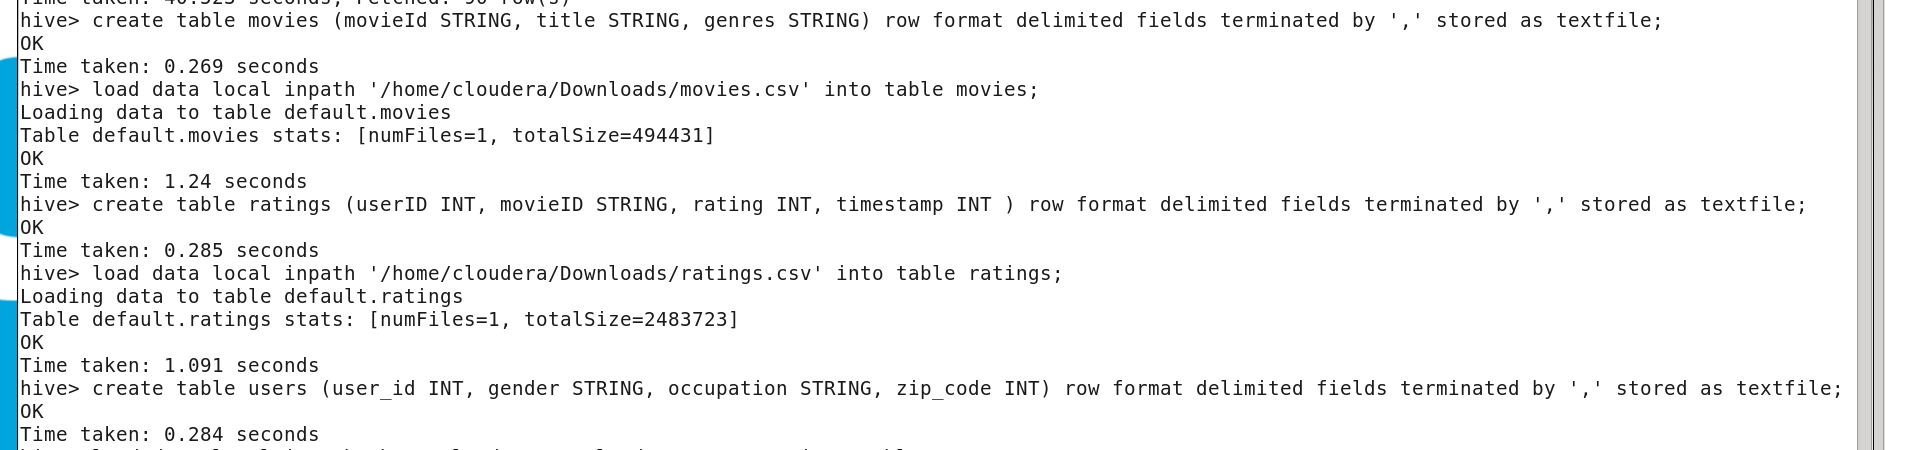 hive> create table movies (movieId STRING, title STRING, genres STRING) row format delimited fields terminated by ',' stored as textfile;
OK
Time taken: 0.269 seconds
hive> load data local inpath '/home/cloudera/Downloads/movies.csv' into table movies;
Loading data to table default.movies
Table default.movies stats: [numFiles=1, totalSize=494431]
OK
Time taken: 1.24 seconds
hive> create table ratings (userID INT, movieID STRING, rating INT, timestamp INT ) row format delimited fields terminated by ',' stored as textfile;
OK
Time taken: 0.285 seconds
hive> load data local inpath '/home/cloudera/Downloads/ratings.csv' into table ratings;
Loading data to table default.ratings
Table default.ratings stats: [numFiles=1, totalSize=2483723]
OK
Time taken: 1.091 seconds
hive> create table users (user_id INT, gender STRING, occupation STRING, zip_code INT) row format delimited fields terminated by ',' stored as textfile;
OK
Time taken: 0.284 seconds